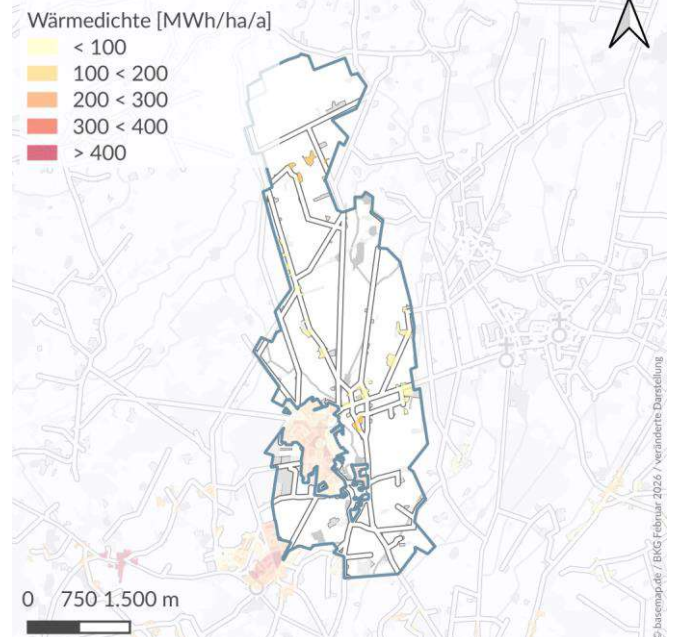 Wärmedichte [MWh/ha/a]
< 100
100 < 200
200 < 300
300 < 400
> 400
0 750 1.500 m
© basemap.de / BKG Februar 2026 / veränderte Darstellung